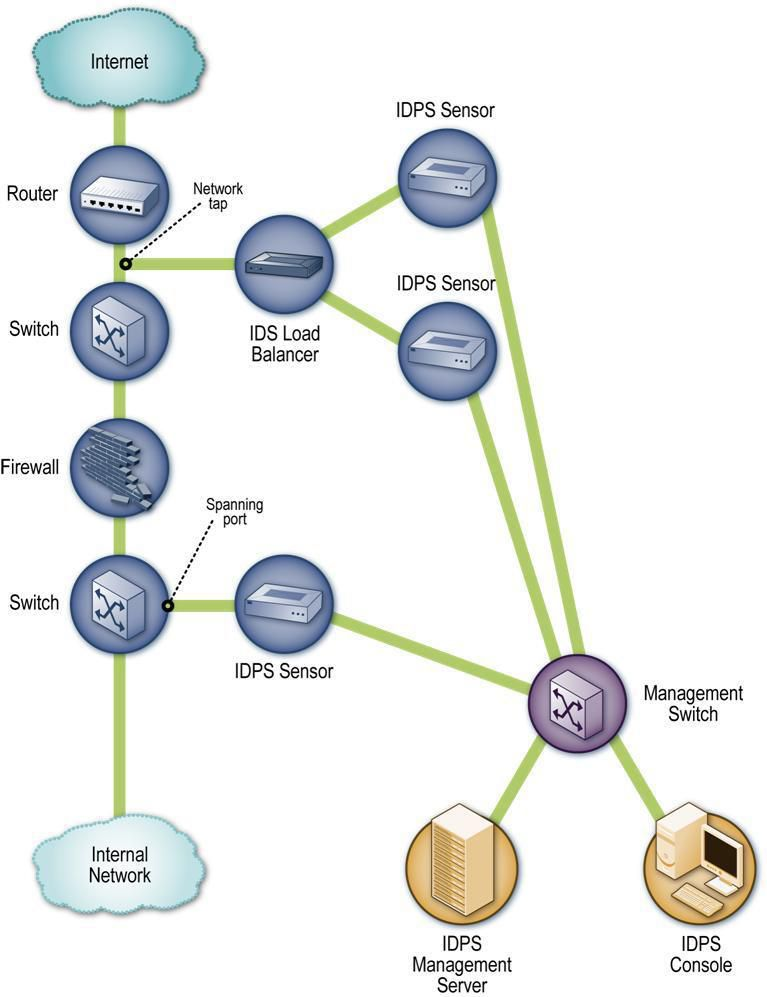 Internet
IDPS Sensor
Router
Network
tap
IDPS Sensor
Switch
IDS Load
Balancer
Firewall
Spanning
port
Switch
IDPS Sensor
Management
Switch
Internal
Network
IDPS
Management
Server
IDPS
Console